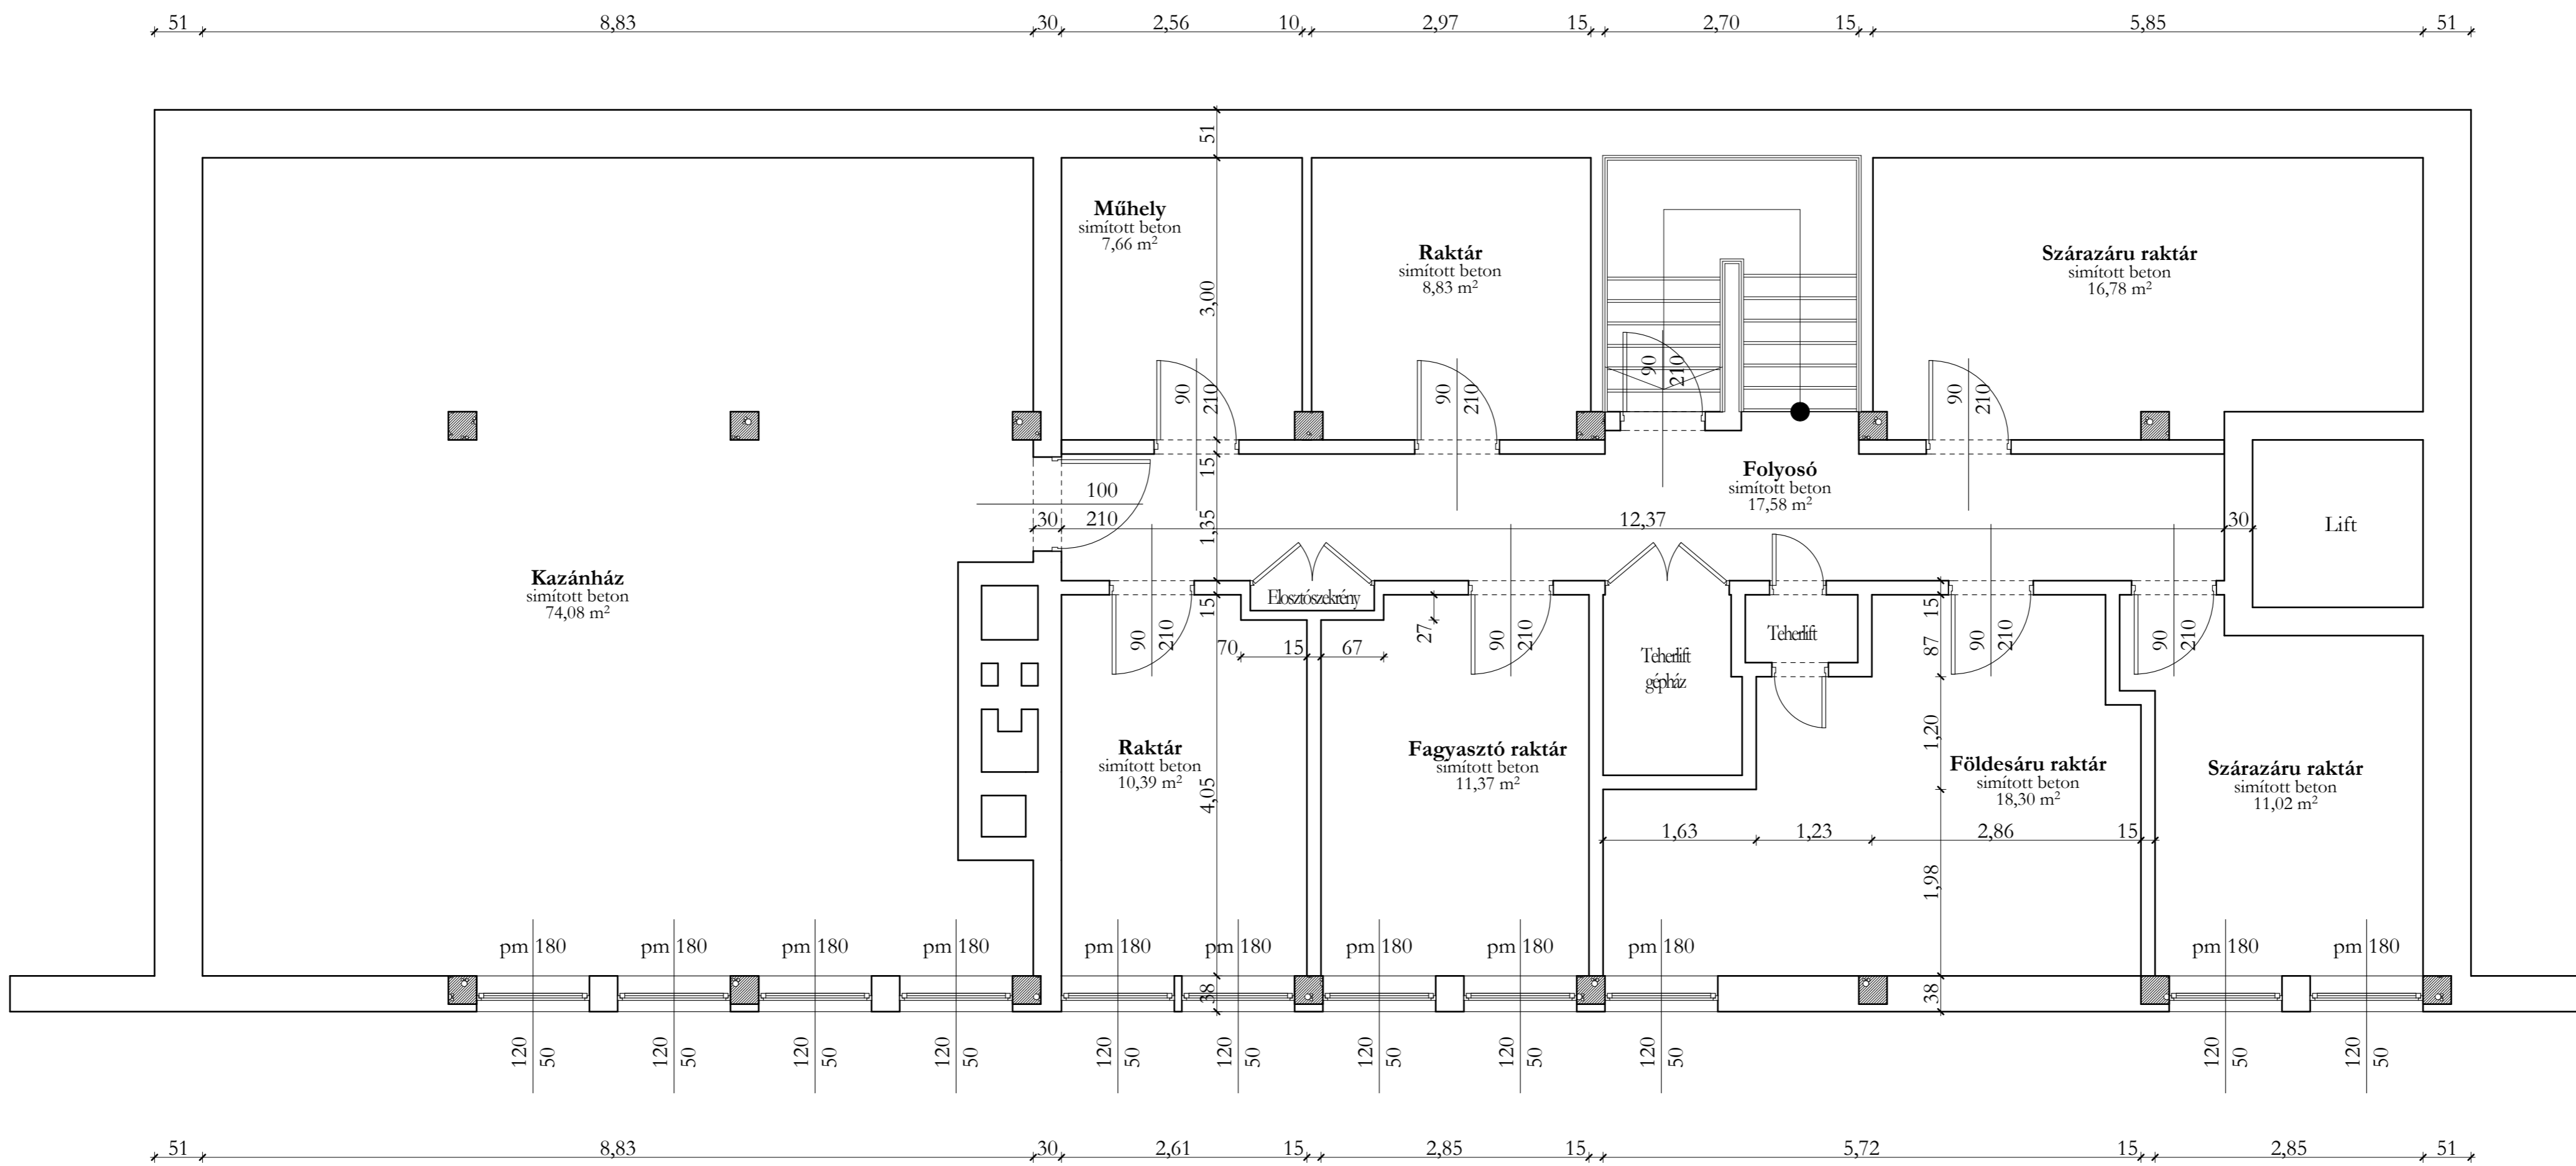 51 8,83 30 2,56 10 2,97 15 2,70 15 5,85 51
51
Műhely
simított beton
7,66 m²
3,00
Raktár
simított beton
8,83 m²
Szárazáru raktár
simított beton
16,78 m²
90 210
90 210
90 210
90 210
15
Folyosó
simított beton
17,58 m²
100
210
30
1,35
12,37
30
Lift
Kazánház
simított beton
74,08 m²
Elosztószekrény
15
90 210
70 15 67
27
90 210
Teherlift
gépház
Teherlift
15
87
90 210
90 210
1,20
Raktár
simított beton
10,39 m²
4,05
Fagyasztó raktár
simított beton
11,37 m²
Földesáru raktár
simított beton
18,30 m²
Szárazáru raktár
simított beton
11,02 m²
1,63 1,23 2,86 15
1,98
pm 180 pm 180 pm 180 pm 180 pm 180 pm 180 pm 180 pm 180 pm 180 pm 180 pm 180
38 38
120 50 120 50 120 50 120 50 120 50 120 50 120 50 120 50 120 50 120 50 120 50
51 8,83 30 2,61 15 2,85 15 5,72 15 2,85 51